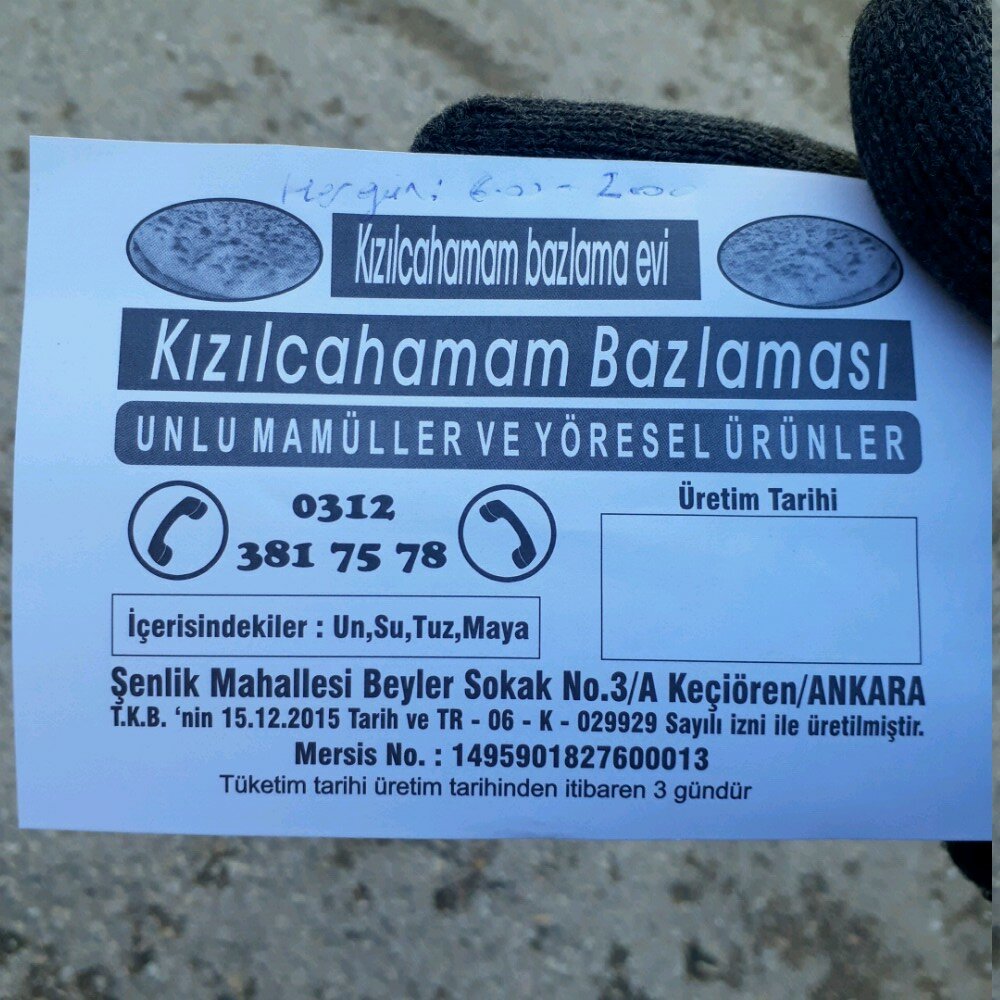 Hergün: 6.00 - 20.00
Kızılcahamam bazlama evi
Kızılcahamam Bazlaması
UNLU MAMÜLLER VE YÖRESEL ÜRÜNLER
0312
381 75 78
Üretim Tarihi
İçerisindekiler : Un,Su,Tuz,Maya
Şenlik Mahallesi Beyler Sokak No.3/A Keçiören/ANKARA
T.K.B. ‘nin 15.12.2015 Tarih ve TR - 06 - K - 029929 Sayılı izni ile üretilmiştir.
Mersis No. : 1495901827600013
Tüketim tarihi üretim tarihinden itibaren 3 gündür